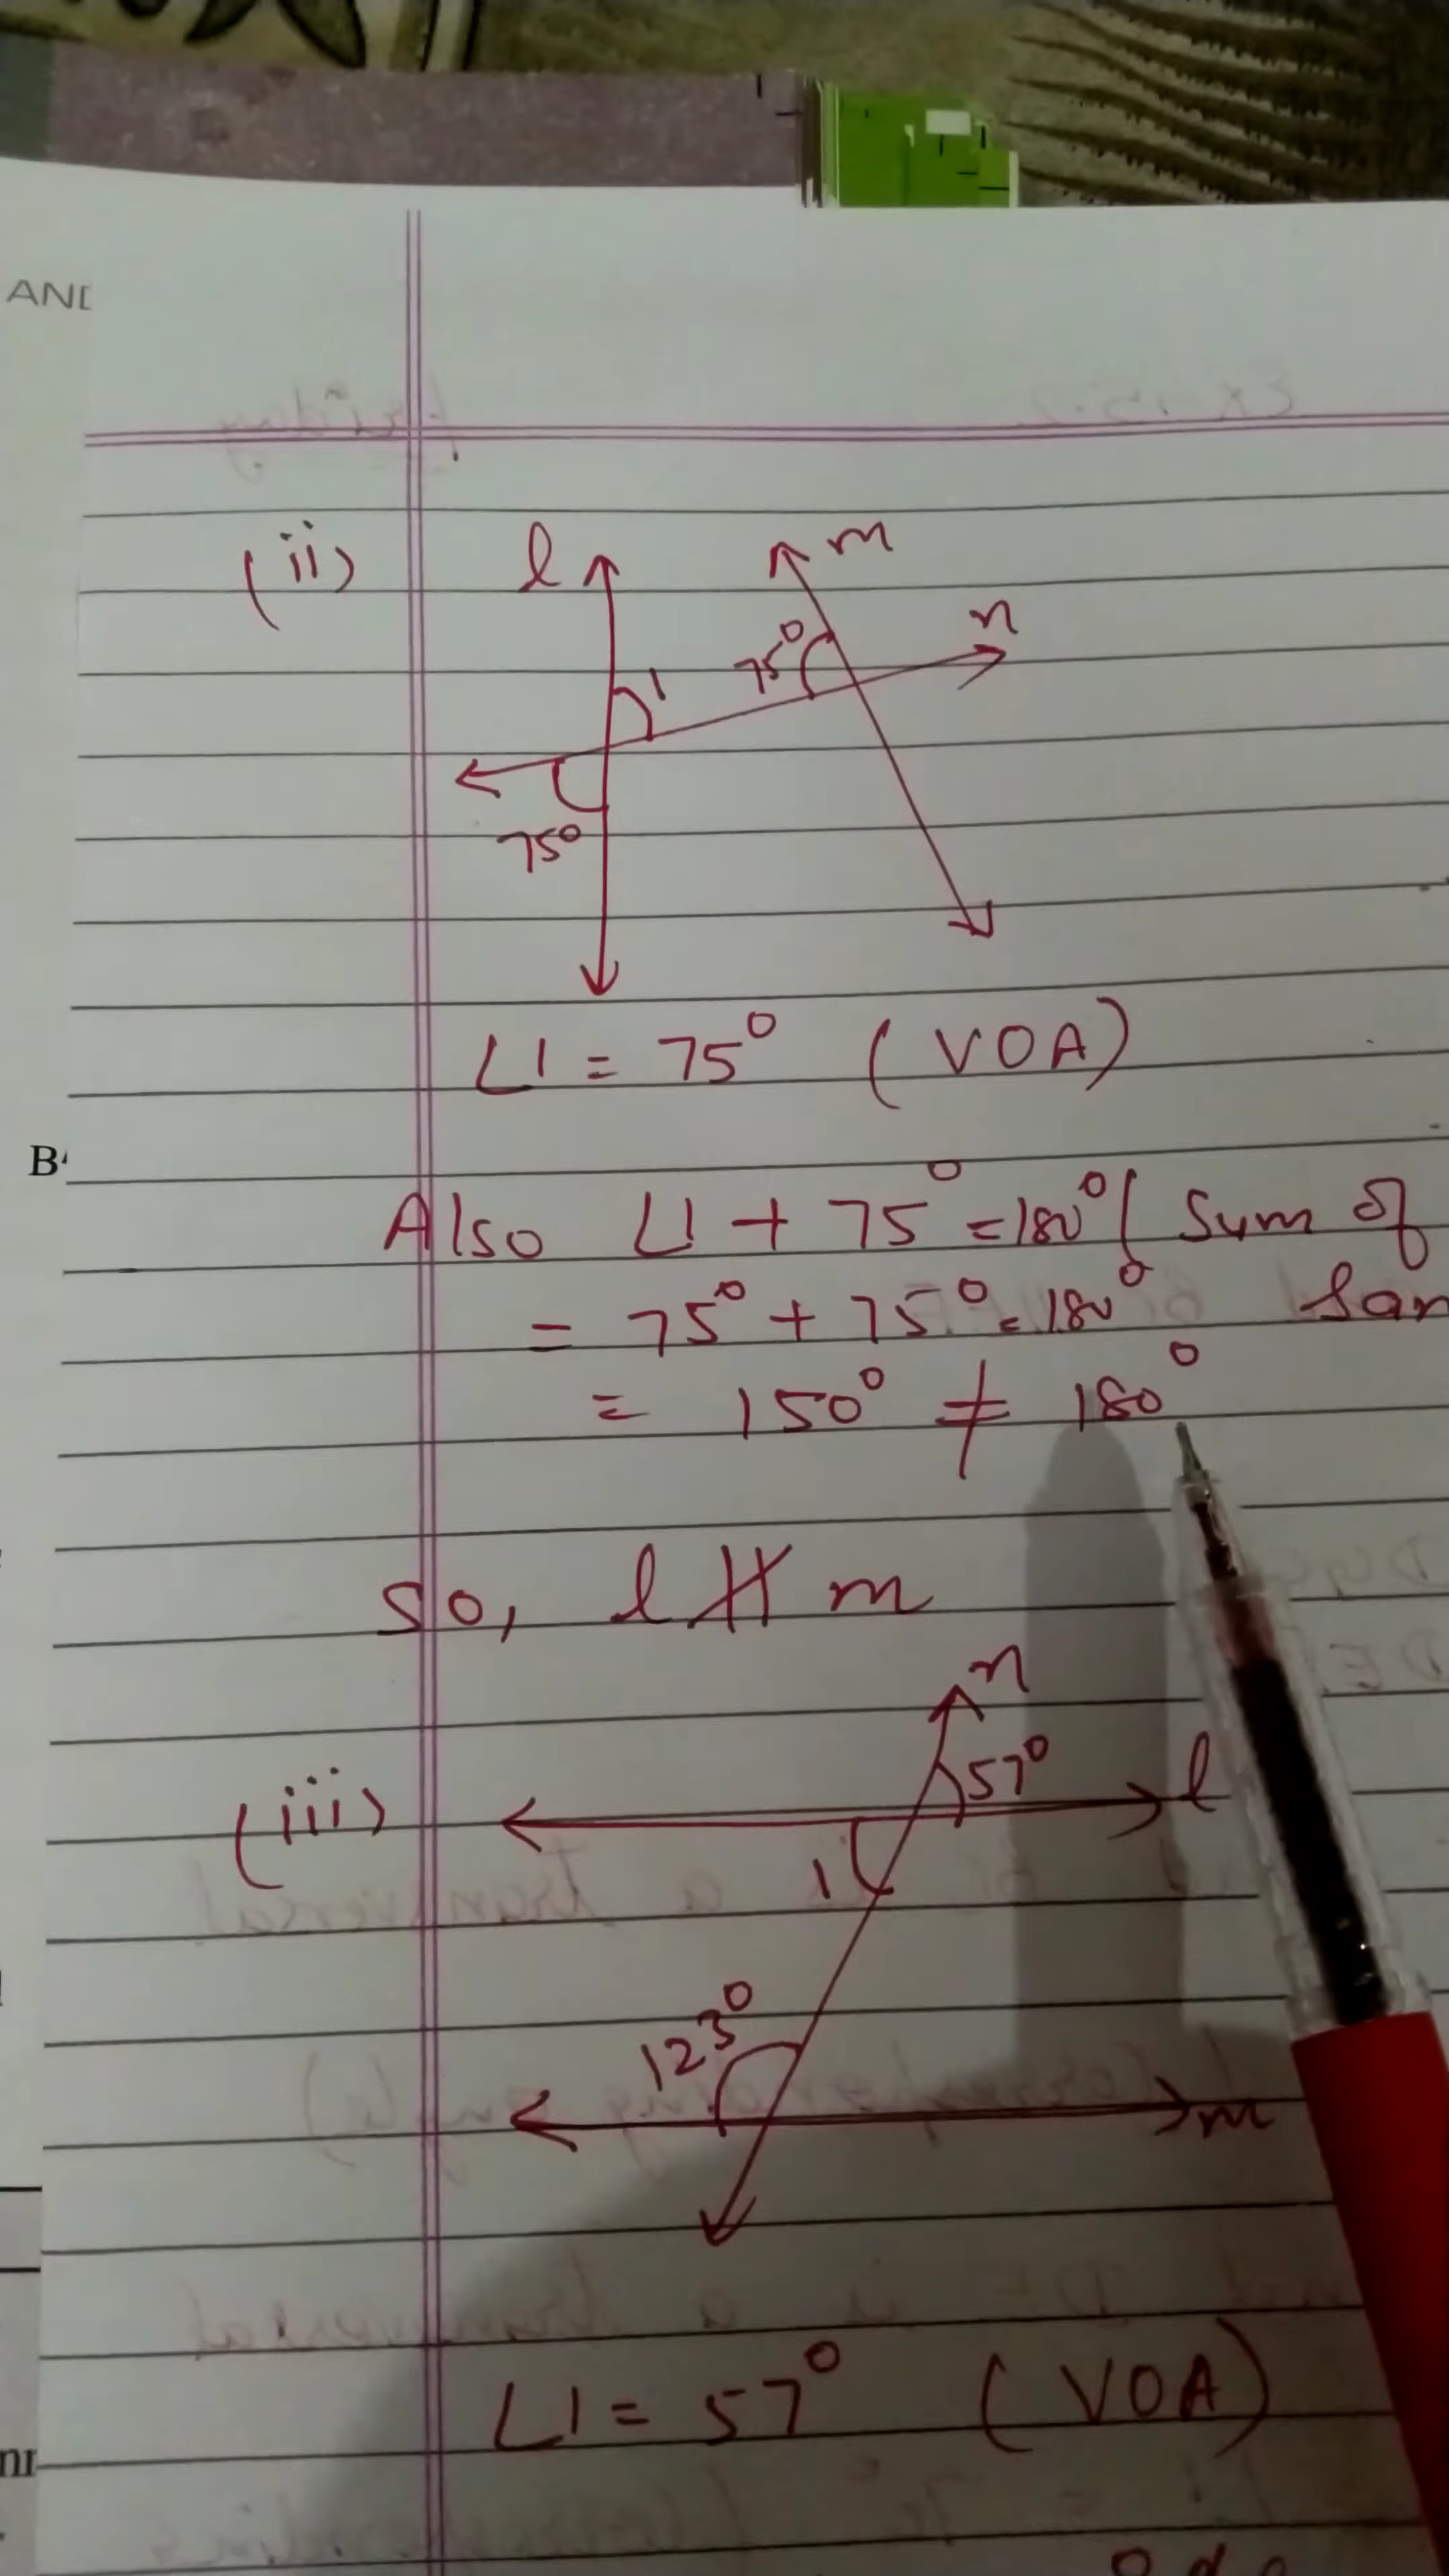 AND
(ii) l m
n
75°
1
75°
∠1 = 75° (VOA)
Also ∠1 + 75° = 180° ( Sum of
= 75° + 75° = 180°
= 150° ≠ 180°
So, l ∦ m
n
57°
(iii) l
1
123°
m
∠1 = 57° (VOA)